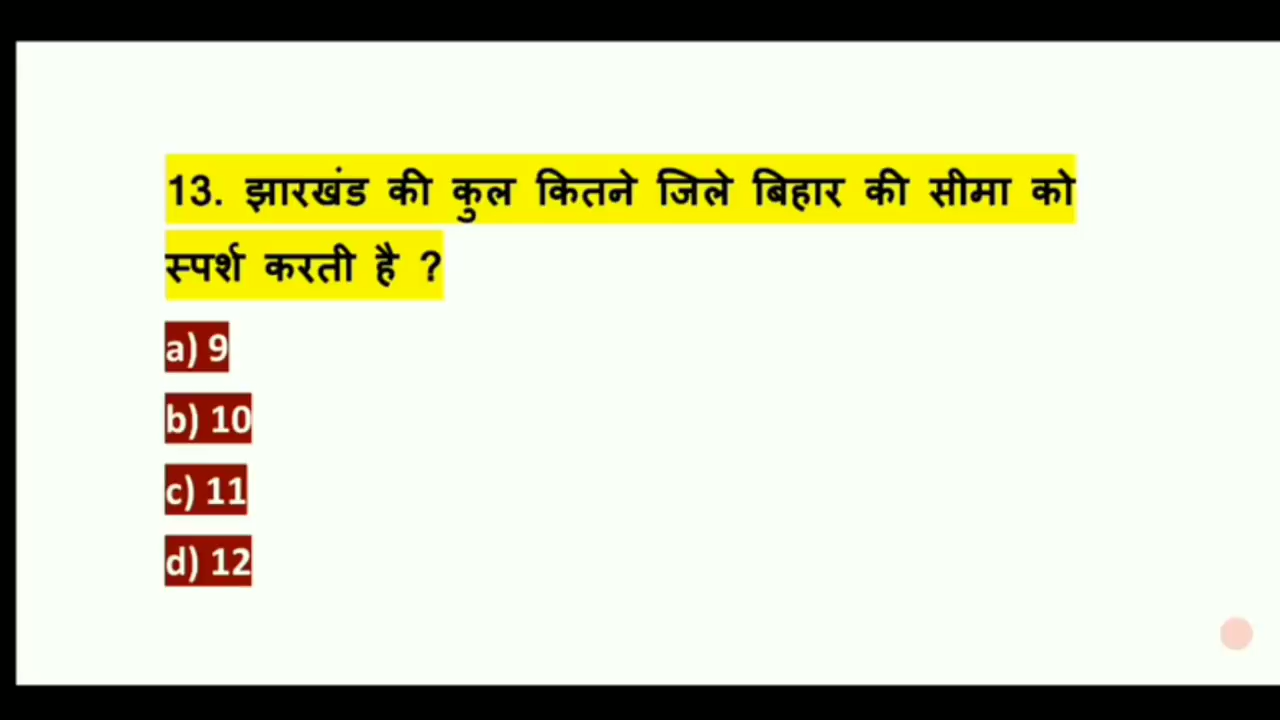 13. झारखंड की कुल कितने जिले बिहार की सीमा को
स्पर्श करती है ?
a) 9
b) 10
c) 11
d) 12